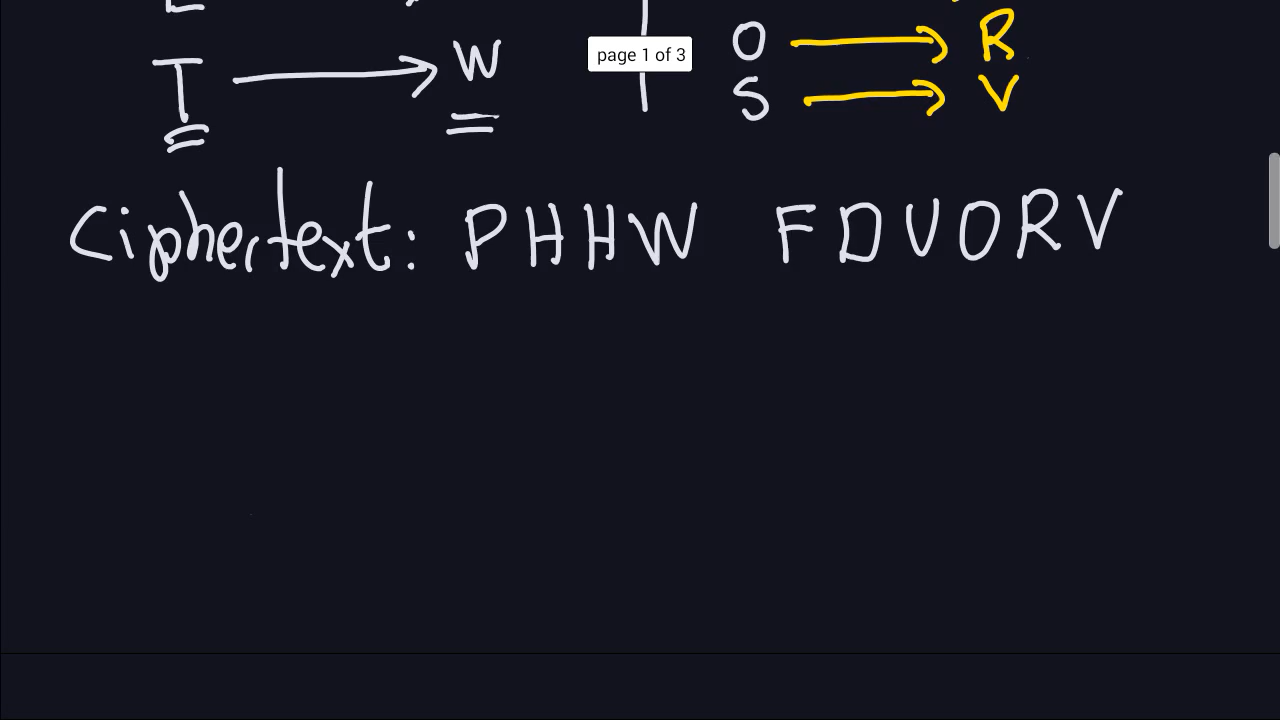 O → R
T → W
S → V
page 1 of 3
Ciphertext: PHHW FDVORV